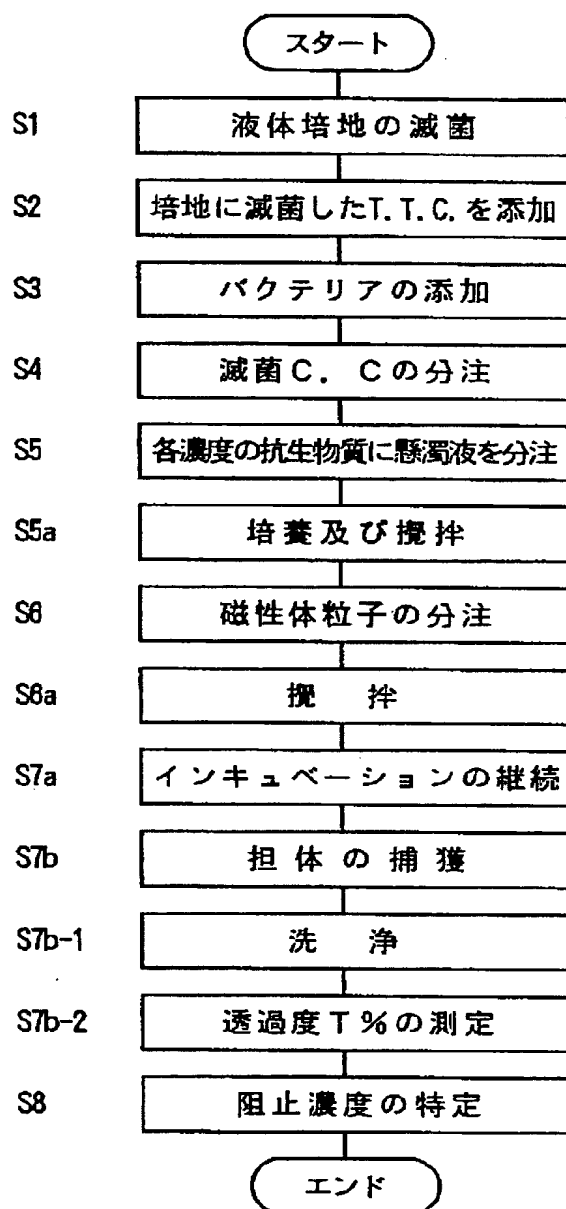 スタート
S1 液体培地の滅菌
S2 培地に滅菌したT.T.C.を添加
S3 バクテリアの添加
S4 滅菌C.Cの分注
S5 各濃度の抗生物質に懸濁液を分注
S5a 培養及び攪拌
S6 磁性体粒子の分注
S6a 攪拌
S7a インキュベーションの継続
S7b 担体の捕獲
S7b-1 洗浄
S7b-2 透過度T%の測定
S8 阻止濃度の特定
エンド